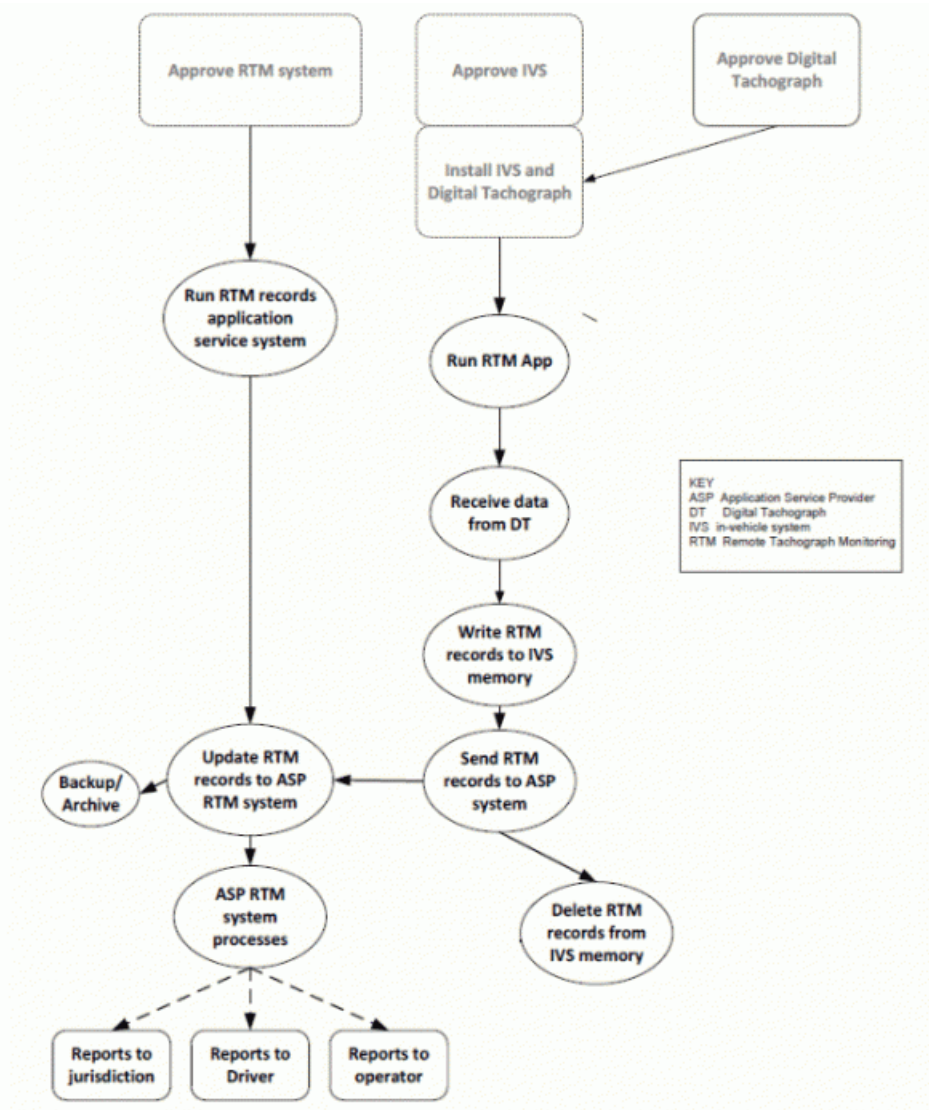 Approve RTM system
Approve IVS
Approve Digital
Tachograph
Install IVS and
Digital Tachograph
Run RTM records
application
service system
Run RTM App
Receive data
from DT
KEY
ASP Application Service Provider
DT Digital Tachograph
IVS in-vehicle system
RTM Remote Tachograph Monitoring
Write RTM
records to IVS
memory
Update RTM
records to ASP
RTM system
Send RTM
records to ASP
system
Backup/
Archive
ASP RTM
system
processes
Delete RTM
records from
IVS memory
Reports to
jurisdiction
Reports to
Driver
Reports to
operator